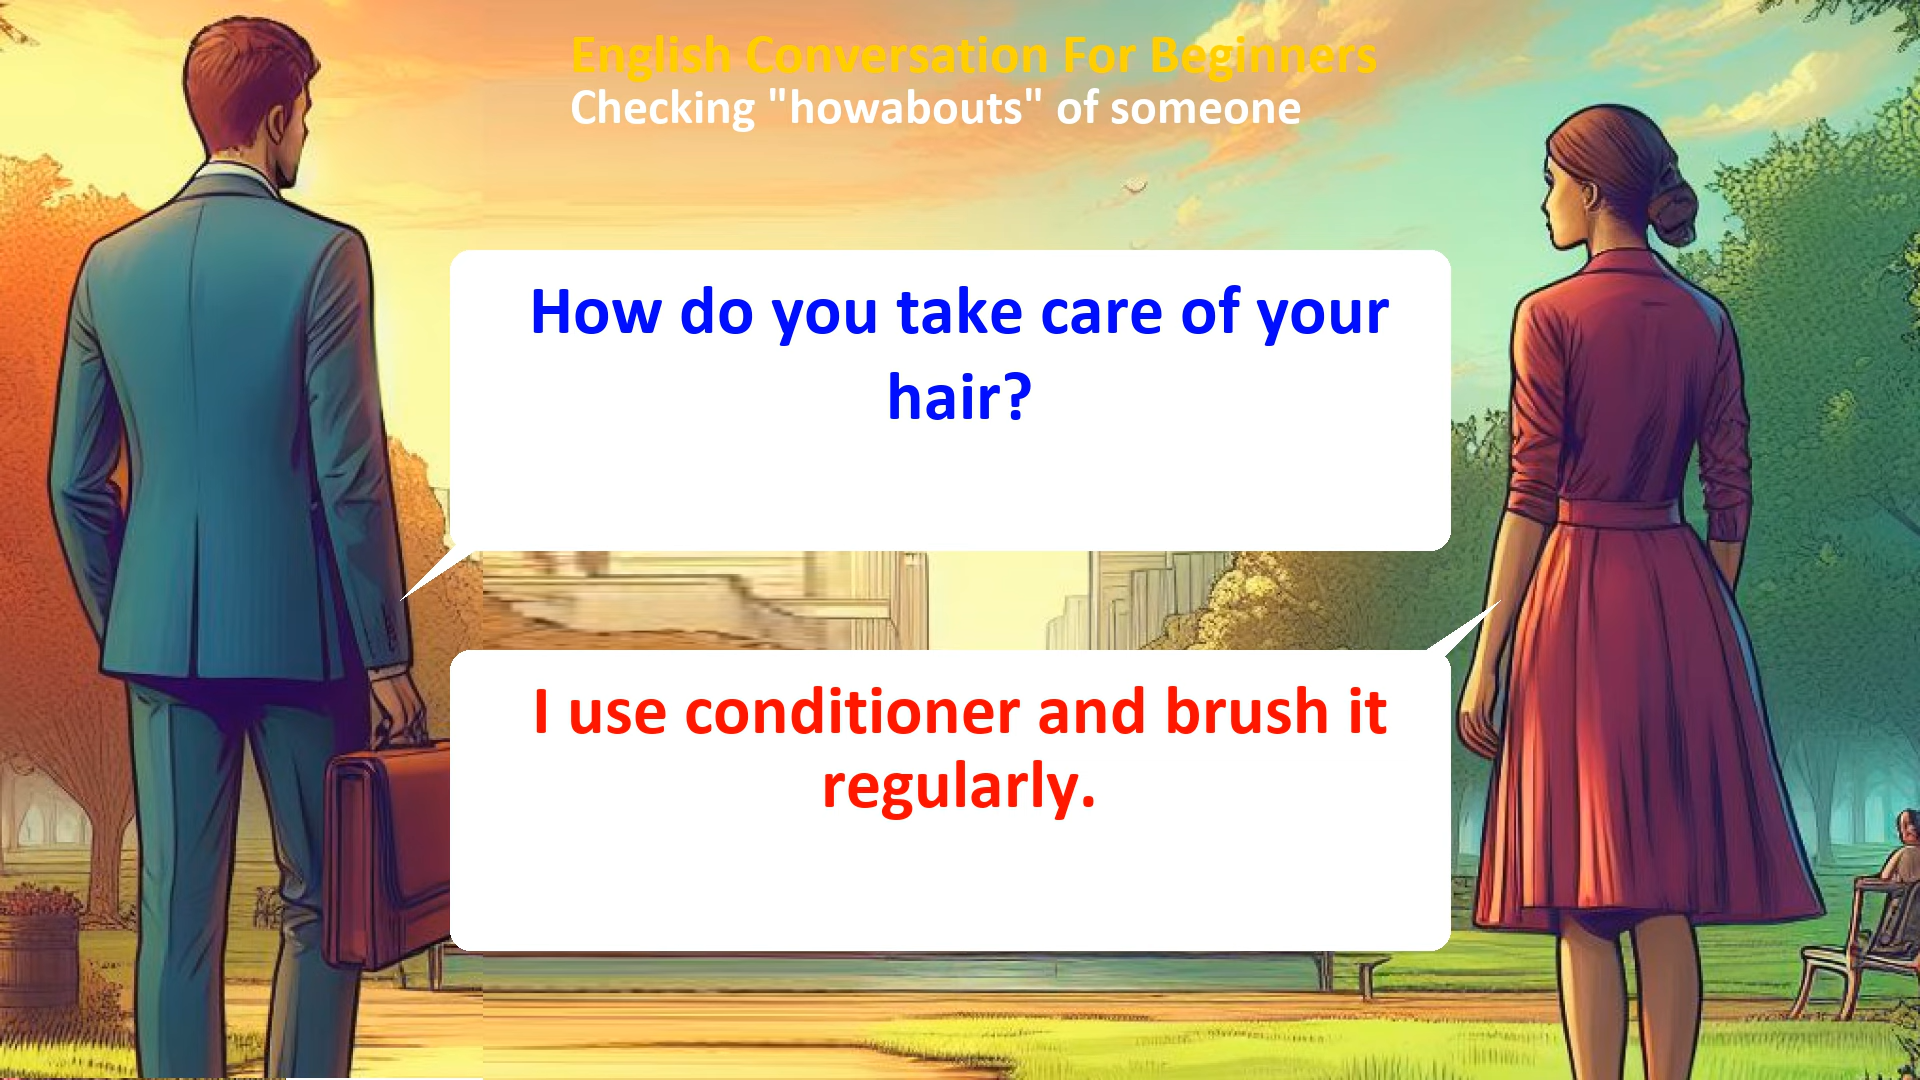 English Conversation For Beginners
Checking "howabouts" of someone
How do you take care of your
hair?
I use conditioner and brush it
regularly.